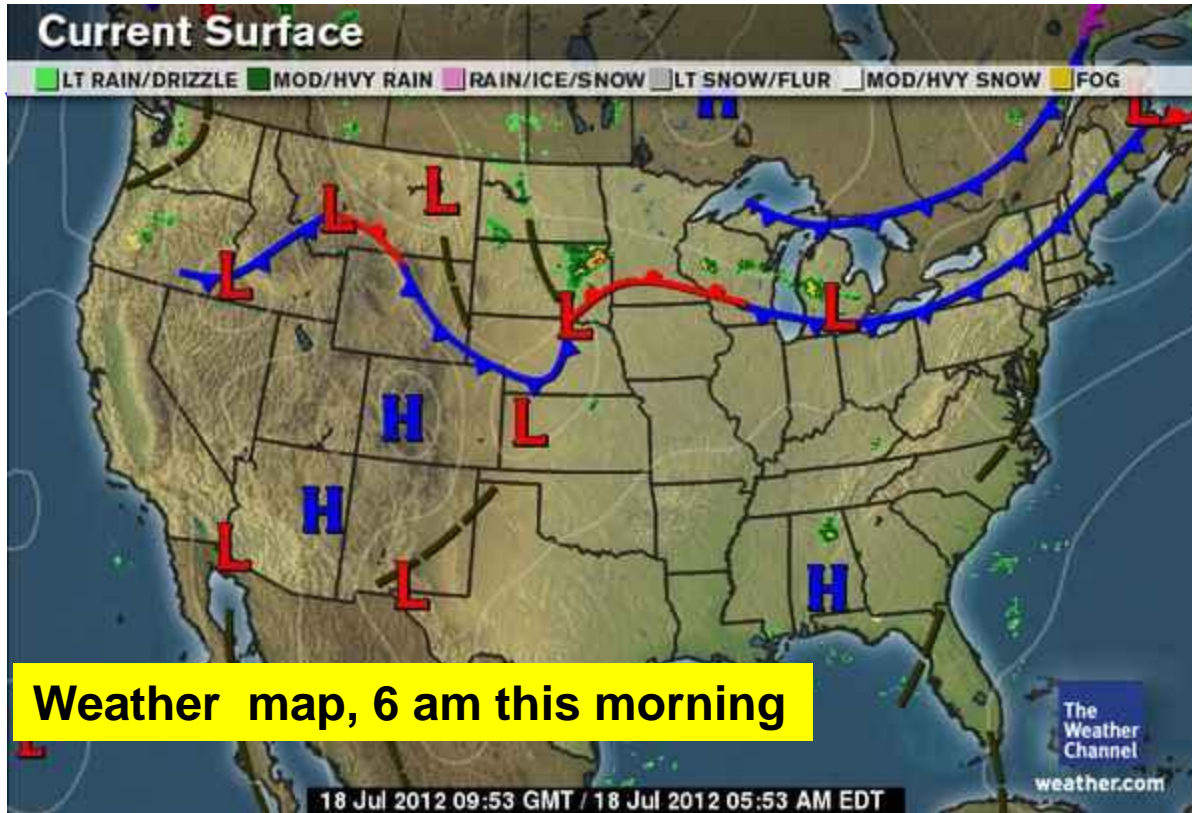 Current Surface
LT RAIN/DRIZZLE MOD/HVY RAIN RAIN/ICE/SNOW LT SNOW/FLUR MOD/HVY SNOW FOG
H
L
L
L
L
L
L
H
L
H
L
L
H
L
Weather  map, 6 am this morning
L
The
Weather
Channel
weather.com
18 Jul 2012 09:53 GMT / 18 Jul 2012 05:53 AM EDT